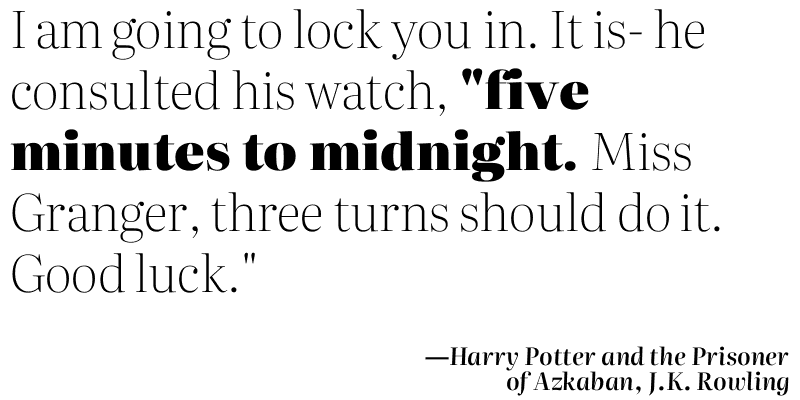 I am going to lock you in. It is- he
consulted his watch, "five
minutes to midnight. Miss
Granger, three turns should do it.
Good luck."
—Harry Potter and the Prisoner
of Azkaban, J.K. Rowling